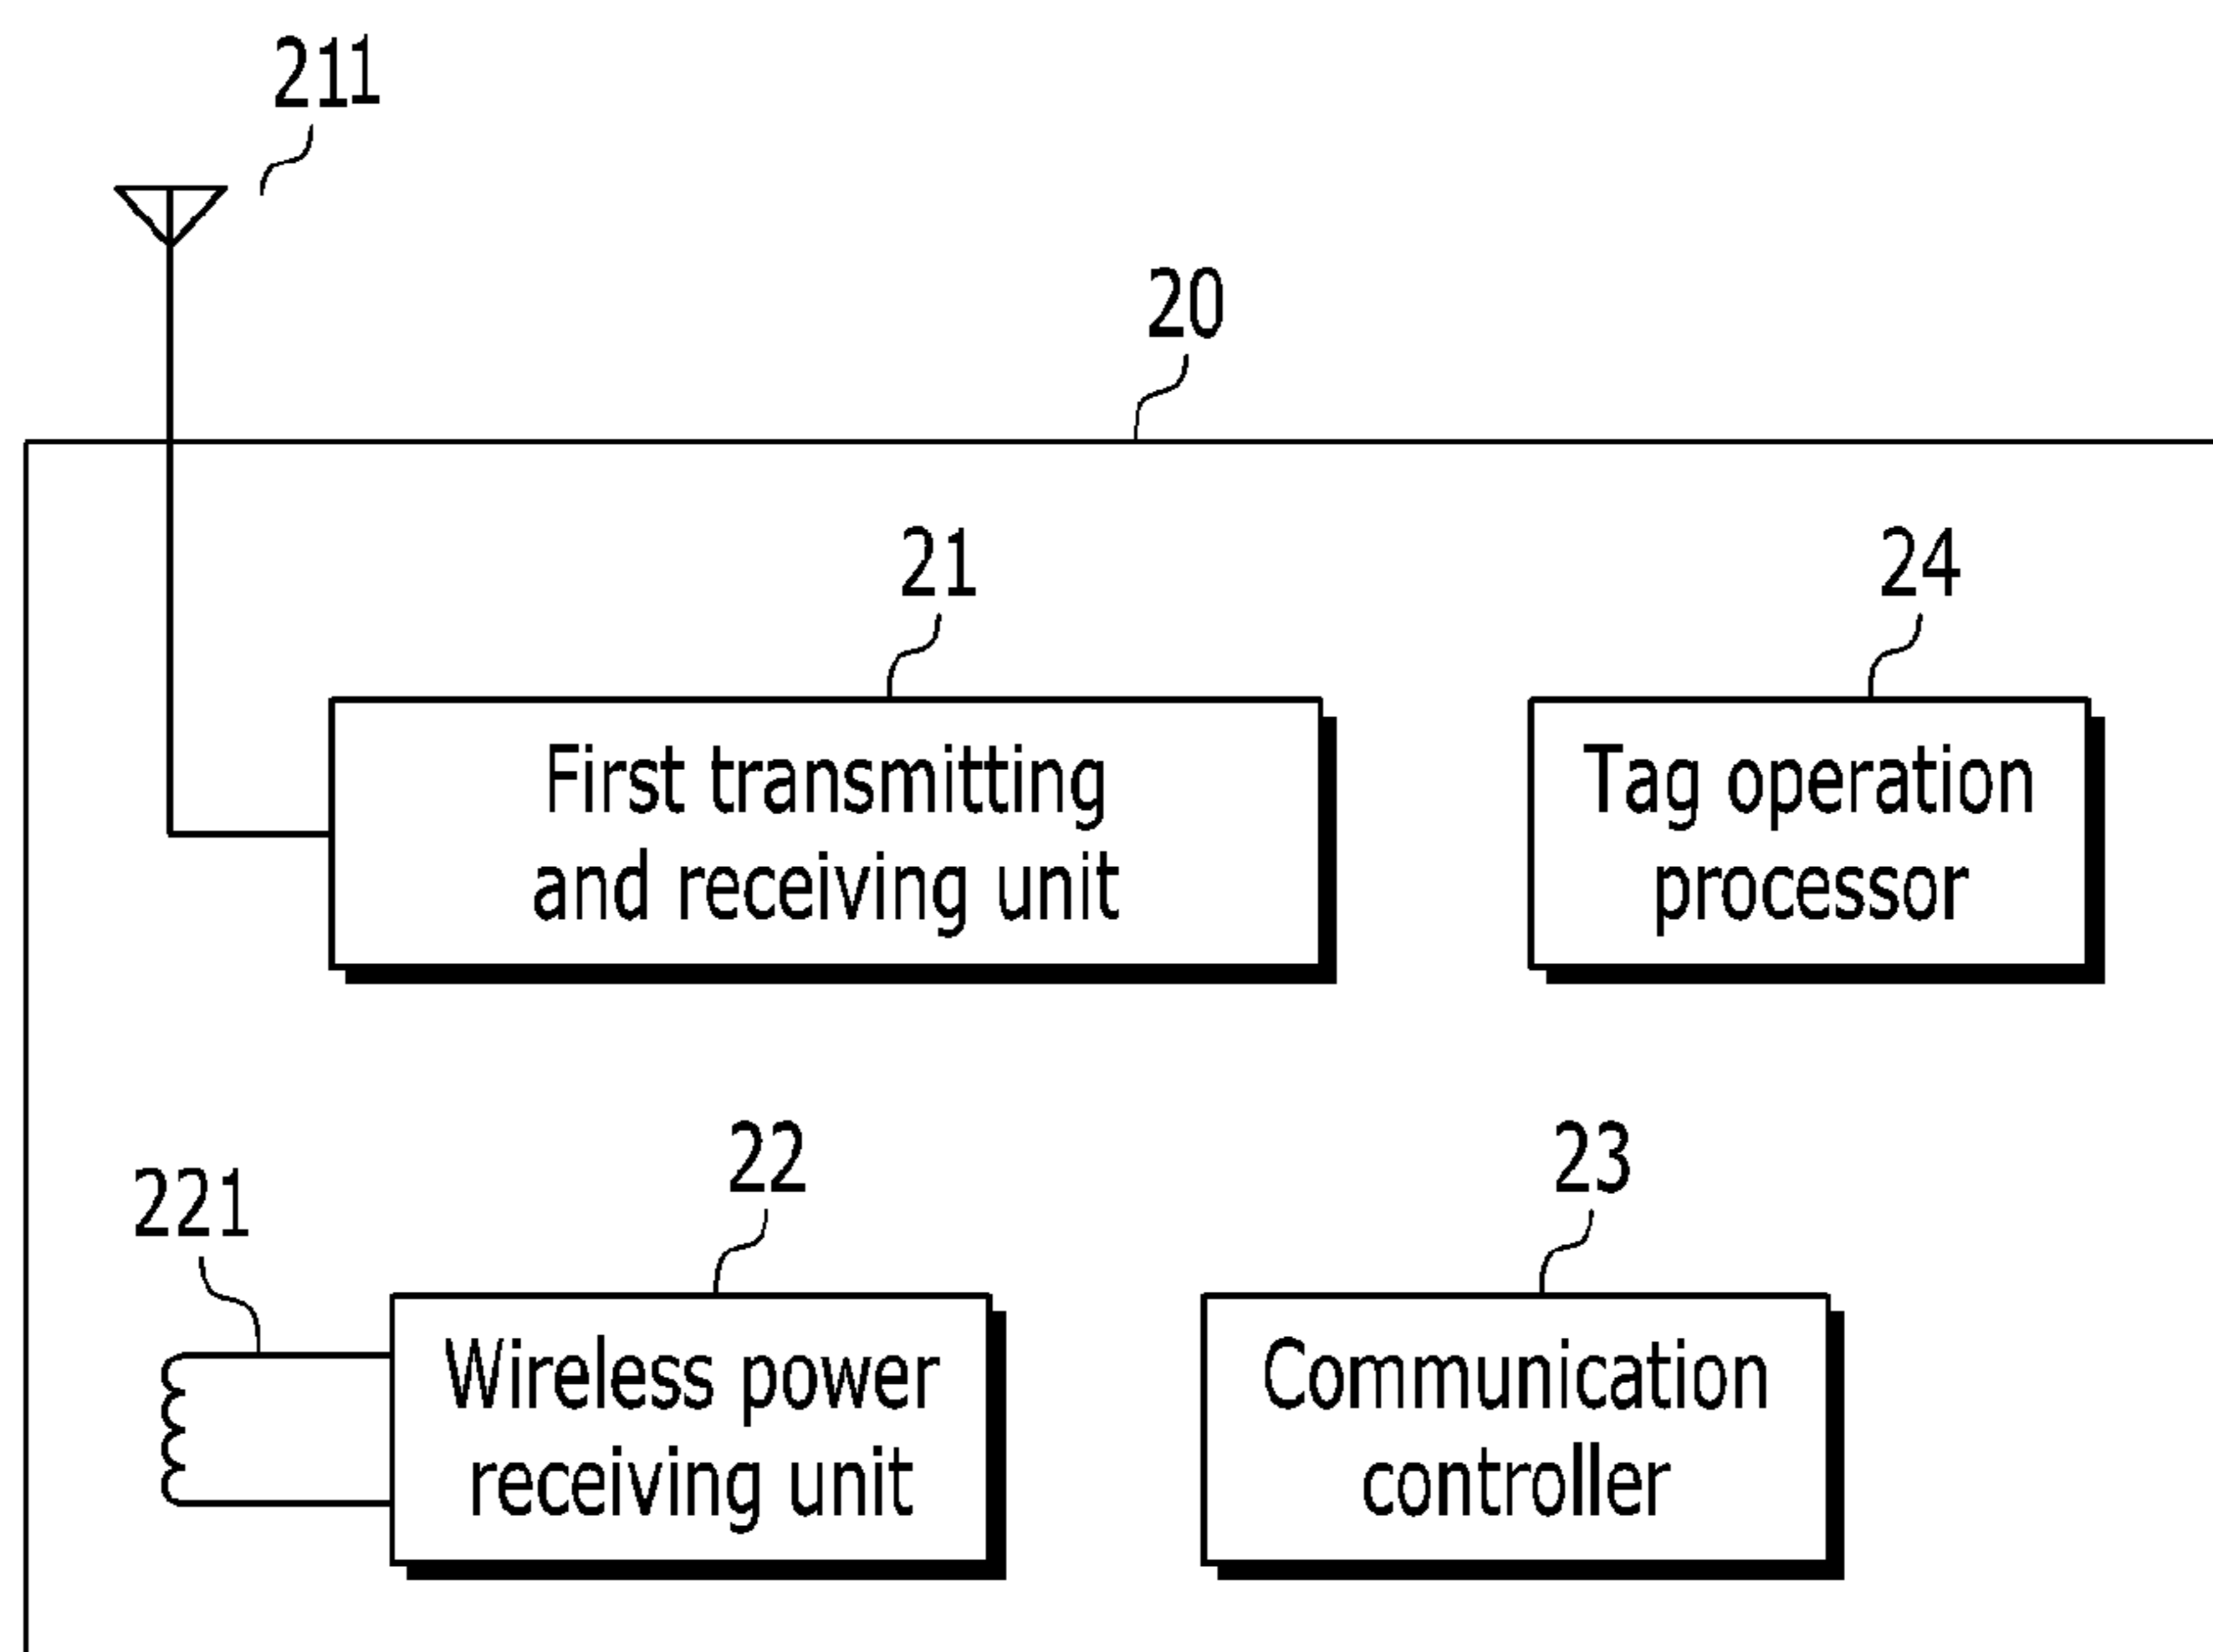 211
20
21
24
First transmitting
and receiving unit
Tag operation
processor
22
23
221
Wireless power
receiving unit
Communication
controller